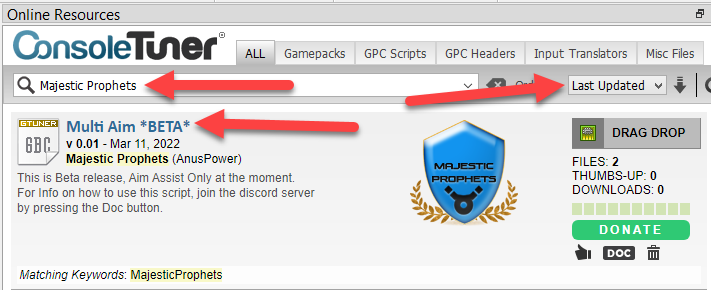 Online Resources
ConsoleTuner®
ALL Gamepacks GPC Scripts GPC Headers Input Translators Misc Files
Majestic Prophets Last Updated
GTUNER
GBC
Multi Aim *BETA*
v 0.01 - Mar 11, 2022
Majestic Prophets (AnusPower)
This is Beta release, Aim Assist Only at the moment.
For Info on how to use this script, join the discord server
by pressing the Doc button.
MAJESTIC
PROPHETS
DRAG DROP
FILES: 2
THUMBS-UP: 0
DOWNLOADS: 0
DONATE
DOC
Matching Keywords: MajesticProphets